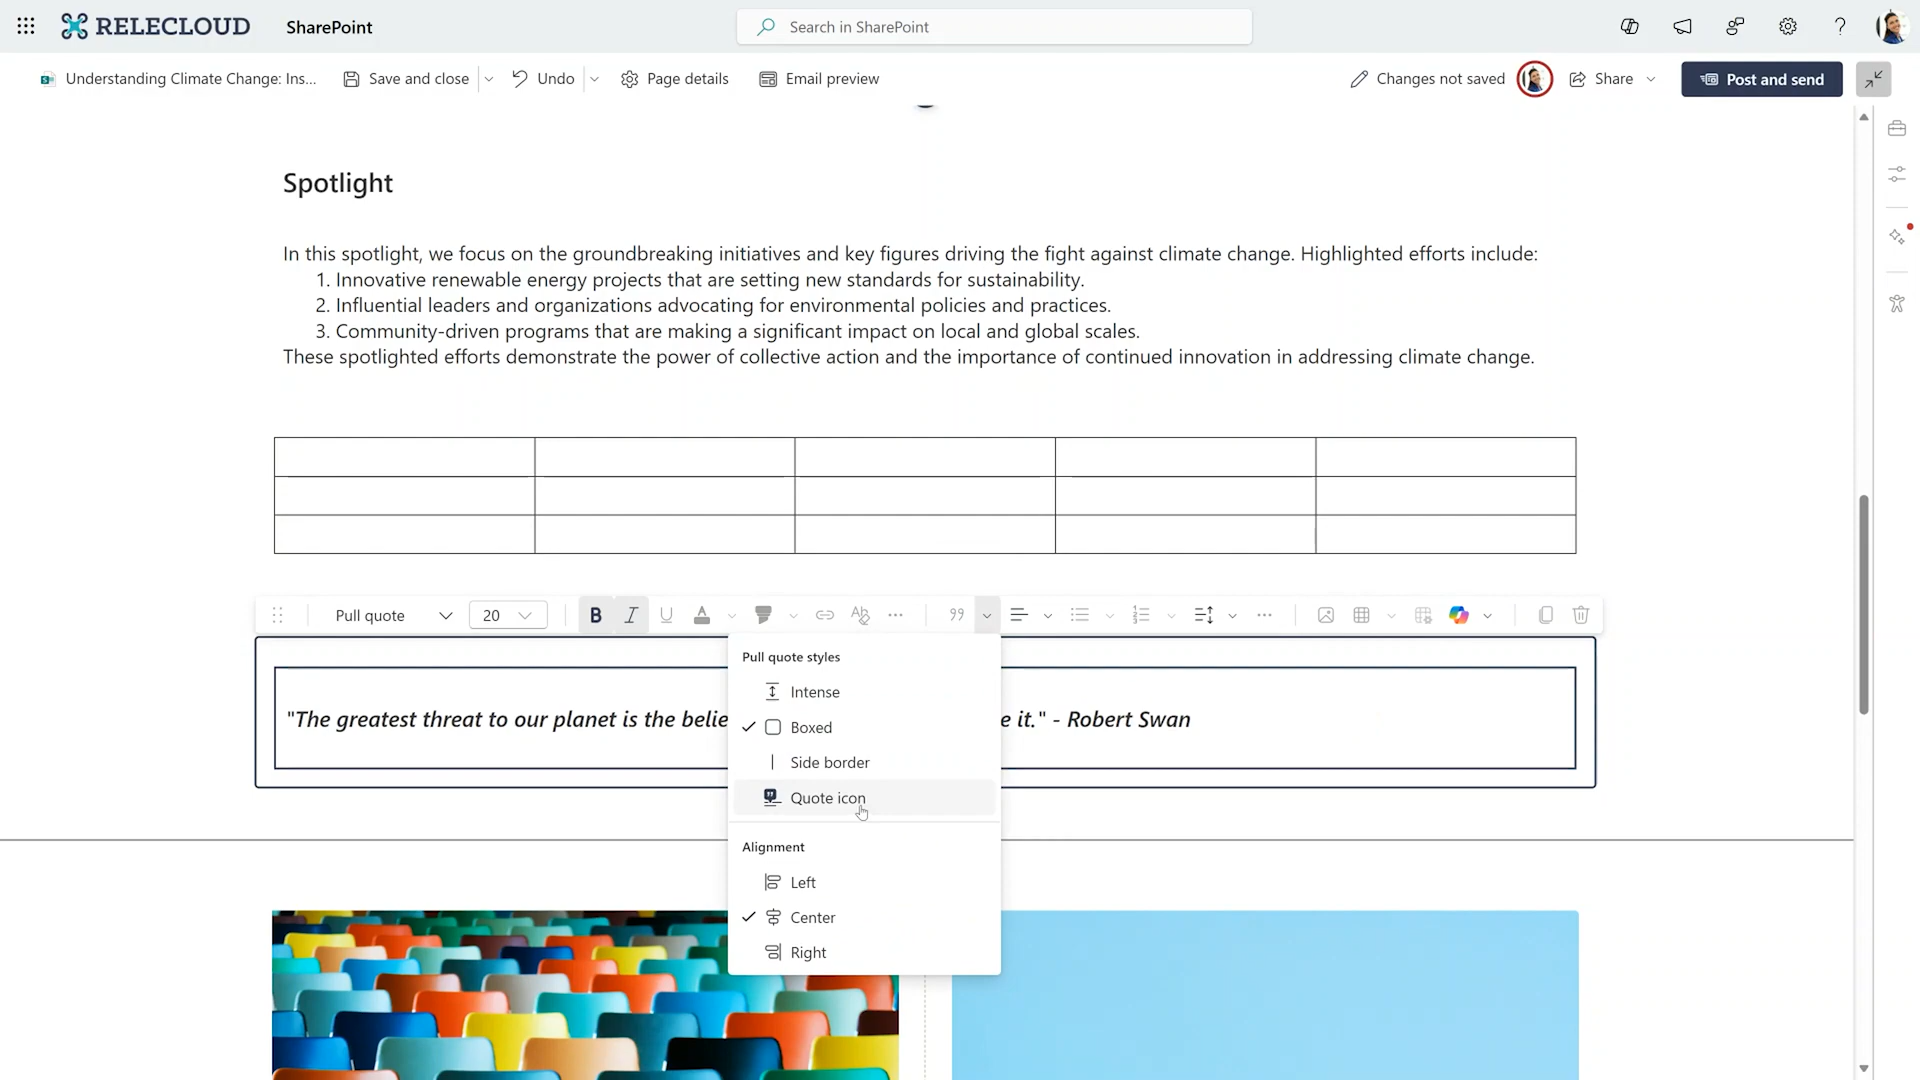 RELECLOUD
SharePoint
Search in SharePoint
?
Understanding Climate Change: Ins...
Save and close
Undo
Page details
Email preview
Changes not saved
Share
Post and send
Spotlight
In this spotlight, we focus on the groundbreaking initiatives and key figures driving the fight against climate change. Highlighted efforts include:
1. Innovative renewable energy projects that are setting new standards for sustainability.
2. Influential leaders and organizations advocating for environmental policies and practices.
3. Community-driven programs that are making a significant impact on local and global scales.
These spotlighted efforts demonstrate the power of collective action and the importance of continued innovation in addressing climate change.
Pull quote
20
B I U A
Pull quote styles
Intense
"The greatest threat to our planet is the belie
e it." - Robert Swan
Boxed
Side border
Quote icon
Alignment
Left
Center
Right